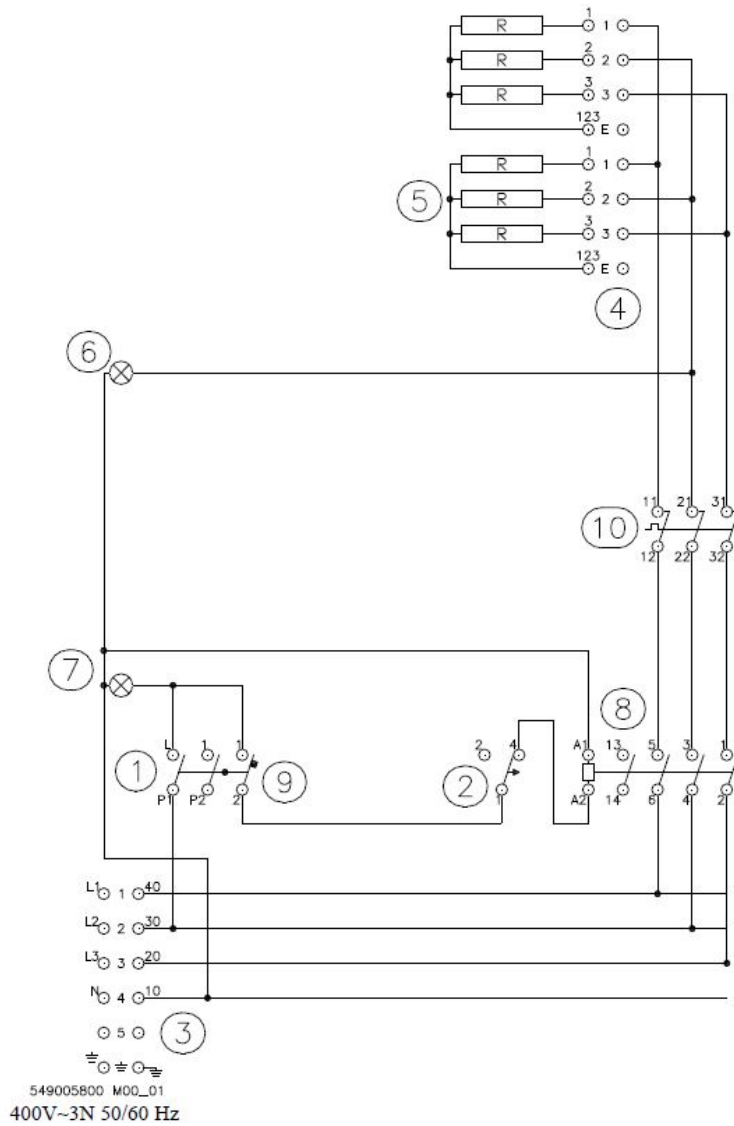 1
R 1
2
R 2
3
R 3
123 E
1
R 1
5
2
R 2
3
R 3
123 E
4
6
11 21 31
10
12 22 32
7
8
L 1 1 2 4 A1 13 5 3 1
1 9 2
P1 P2 2 1 A2 14 6 4 2
L1 1 40
L2 2 30
L3 3 20
N 4 10
5 3
549005800 M00_01
400V~3N 50/60 Hz